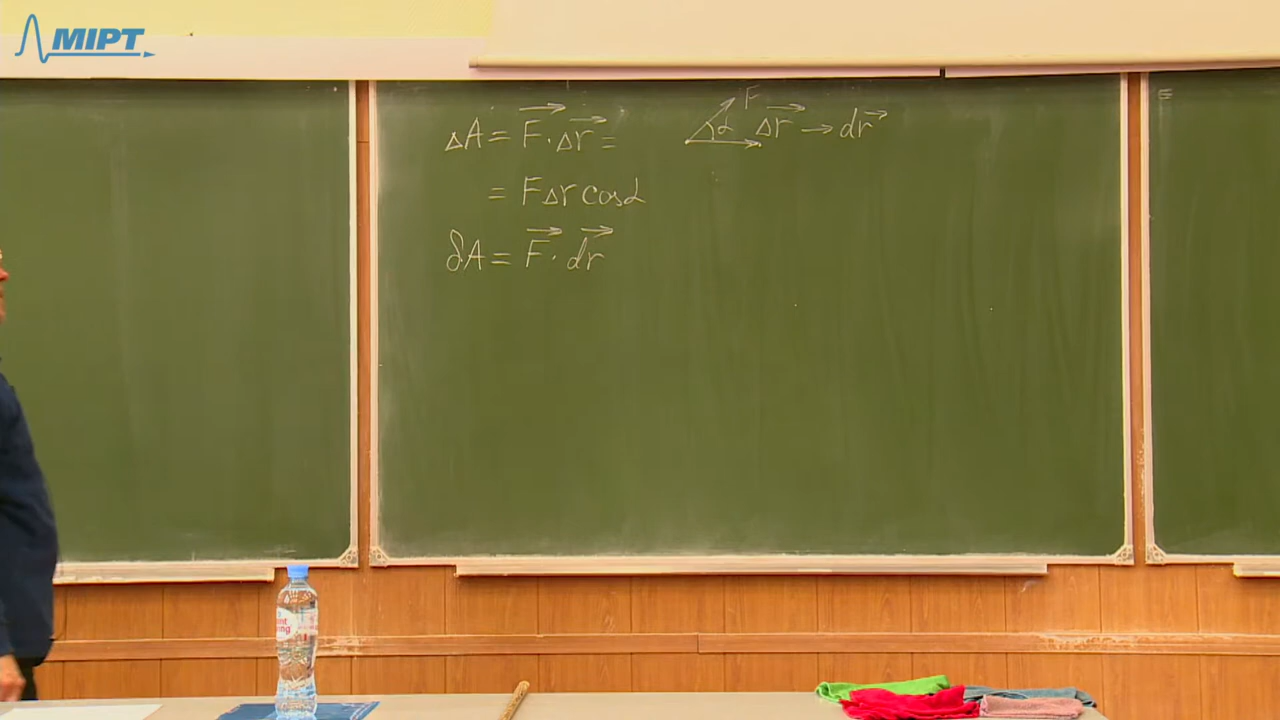 MIPT
ΔA = F⃗ · Δr⃗ =
= FΔr cosα
δA = F⃗ · dr⃗
F
α Δr⃗ → dr⃗